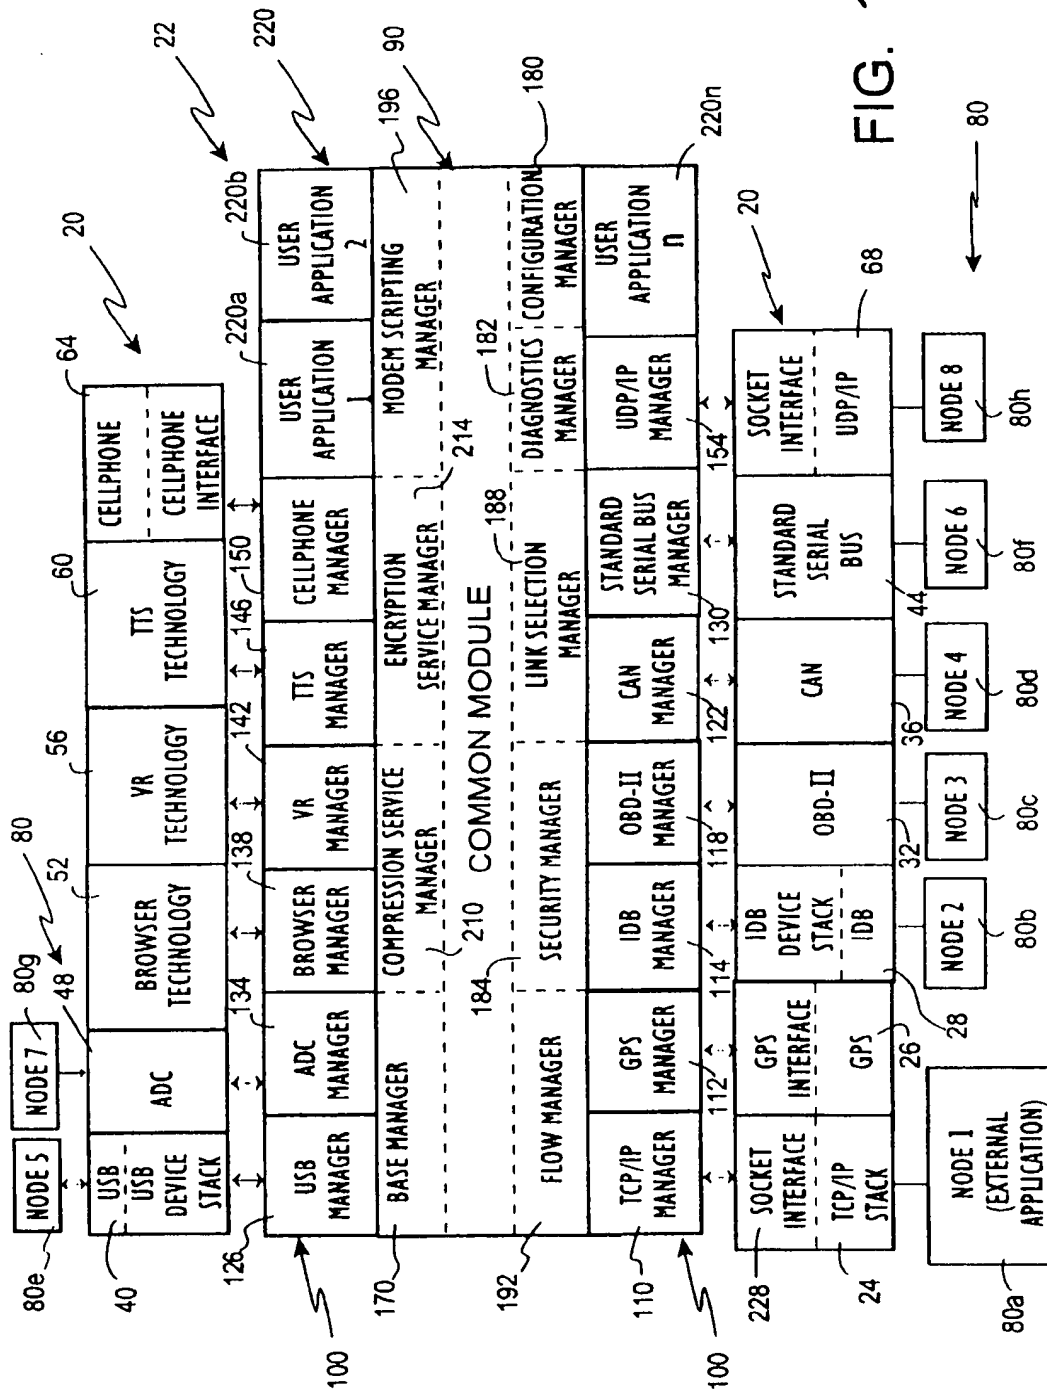 80e
NODE 5
NODE 7
80g
80
48
52
56
60
64
20
22
40
USB
USB
DEVICE
STACK
ADC
BROWSER
TECHNOLOGY
VR
TECHNOLOGY
TTS
TECHNOLOGY
CELLPHONE
CELLPHONE
INTERFACE
126
134
138
142
146
150
220a
220b
220
USB
MANAGER
ADC
MANAGER
BROWSER
MANAGER
VR
MANAGER
TTS
MANAGER
CELLPHONE
MANAGER
USER
APPLICATION
1
USER
APPLICATION
2
100
170
BASE MANAGER
COMPRESSION SERVICE
MANAGER
ENCRYPTION
SERVICE MANAGER
MODEM SCRIPTING
MANAGER
196
90
210
214
COMMON MODULE
184
188
182
180
192
FLOW MANAGER
SECURITY MANAGER
LINK SELECTION
MANAGER
DIAGNOSTICS
MANAGER
CONFIGURATION
MANAGER
110
TCP/IP
MANAGER
GPS
MANAGER
IDB
MANAGER
OBD-II
MANAGER
CAN
MANAGER
STANDARD
SERIAL BUS
MANAGER
UDP/IP
MANAGER
USER
APPLICATION
n
220n
100
112
114
118
122
130
154
20
228
SOCKET
INTERFACE
TCP/IP
STACK
GPS
INTERFACE
GPS
IDB
DEVICE
STACK
IDB
OBD-II
CAN
STANDARD
SERIAL
BUS
SOCKET
INTERFACE
UDP/IP
68
24
26
28
32
36
44
NODE 1
(EXTERNAL
APPLICATION)
NODE 2
NODE 3
NODE 4
NODE 6
NODE 8
80a
80b
80c
80d
80f
80h
80
FIG.